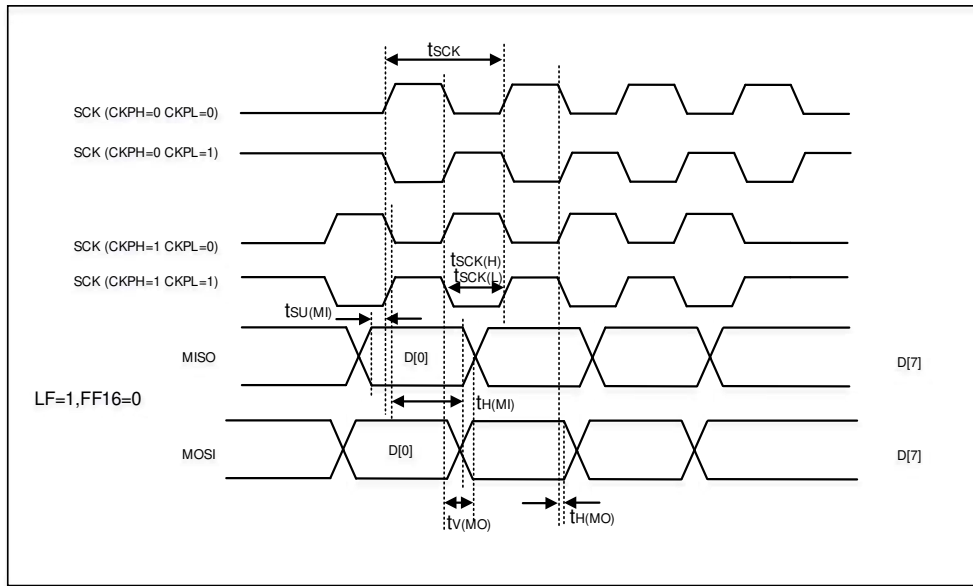 tSCK
SCK (CKPH=0 CKPL=0)
SCK (CKPH=0 CKPL=1)
SCK (CKPH=1 CKPL=0)
tSCK(H)
tSCK(L)
SCK (CKPH=1 CKPL=1)
tSU(MI)
MISO
D[0]
D[7]
LF=1,FF16=0
tH(MI)
MOSI
D[0]
D[7]
tV(MO)
tH(MO)